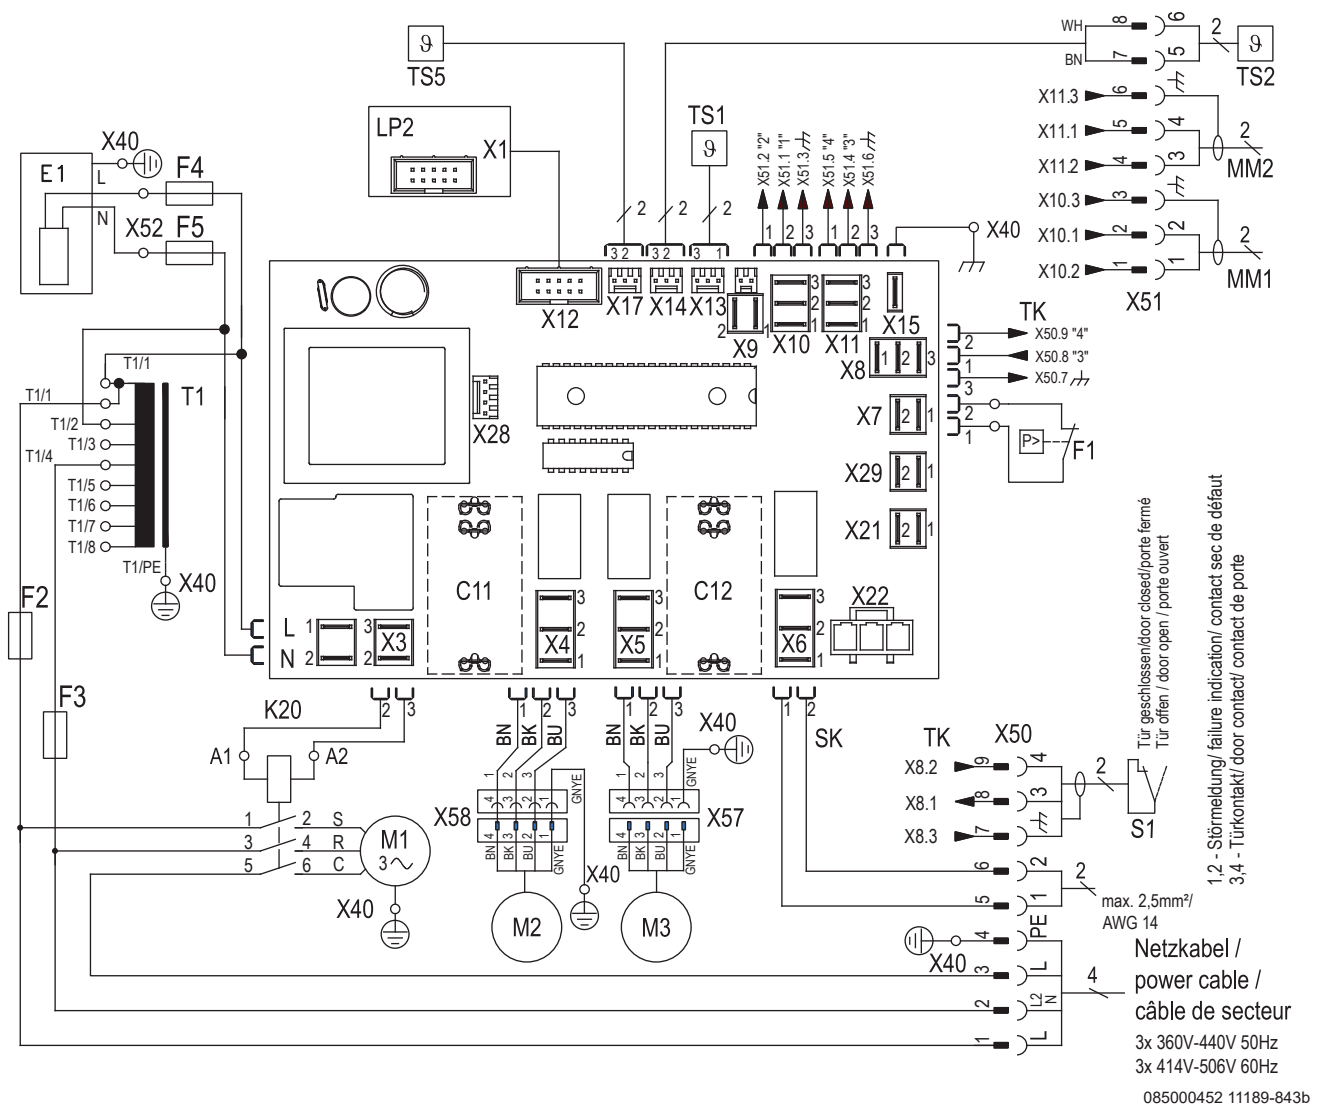 WH 8 6
BN 7 5 2
TS2
TS5
LP2
X1
TS1
X11.3 6
X11.1 5 4
X11.2 4 3 2
MM2
X10.3 3
X10.1 2 2
X10.2 1 1 2
MM1
X51
X51.2 "2"
X51.1 "1"
X51.3
X51.5 "4"
X51.4 "3"
X51.6
2 2 2
1 2 3 1 2 3
X40
3 2 3 2 3 1
X40
E1
L
N
F4
X52
F5
X12
X17
X14
X13
2 1
X9
3
2
1
X10
3
2
1
X11
X15
X8
1 2 3
TK
X50.9 "4"
2 X50.8 "3"
1 X50.7
3
2
1
P>
F1
X7
2 1
X29
2 1
X21
2 1
X28
T1/1
T1/1
T1
T1/2
T1/3
T1/4
T1/5
T1/6
T1/7
T1/8
T1/PE
X40
C11
C12
X22
F2
F3
L 1
N 2
3
X3
2
3
X4 2
1
3
X5 2
1
3
X6 2
1
K20
2 3
A1
A2
1 2 3
BN
BK
BU
1 2 3
BN
BK
BU
X40
1 2
SK
1 2 3
GNYE
4 3 2 1
X58
BN 4
BK 3
BU 2
1
GNYE
X40
M2
GNYE
4 3 2 1
X57
BN 4
BK 3
BU 2
1
GNYE
M3
1 2 S
3 4 R
5 6 C
M1
3
X40
TK
X50
X8.2 9 4
X8.1 8 3
X8.3 7
2
S1
6 2
5 1
2
max. 2,5mm²/
AWG 14
X40
4 PE
3 L
2 L2
N
1 L
4
Tür geschlossen/door closed/porte fermé
Tür offen / door open / porte ouvert
1,2 - Störmeldung/ failure indication/ contact sec de défaut
3,4 - Türkontakt/ door contact/ contact de porte
Netzkabel /
power cable /
câble de secteur
3x 360V-440V 50Hz
3x 414V-506V 60Hz
085000452 11189-843b